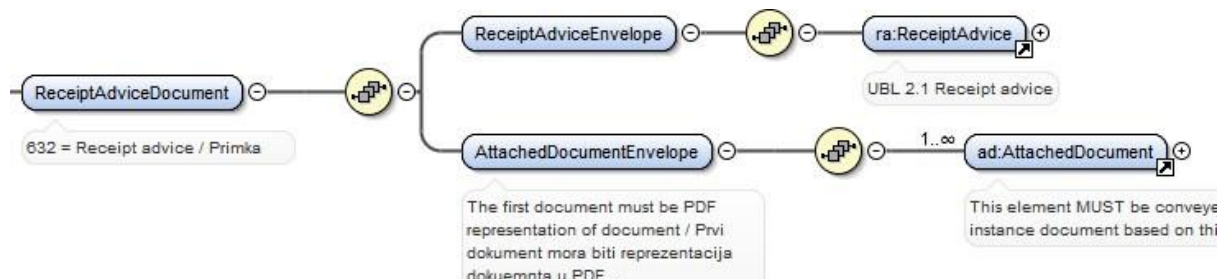 ReceiptAdviceEnvelope
ra:ReceiptAdvice
UBL 2.1 Receipt advice
ReceiptAdviceDocument
632 = Receipt advice / Primka
AttachedDocumentEnvelope
1..∞
ad:AttachedDocument
The first document must be PDF
representation of document / Prvi
dokument mora biti reprezentacija
dokuemnta u PDF
This element MUST be conveye
instance document based on thi